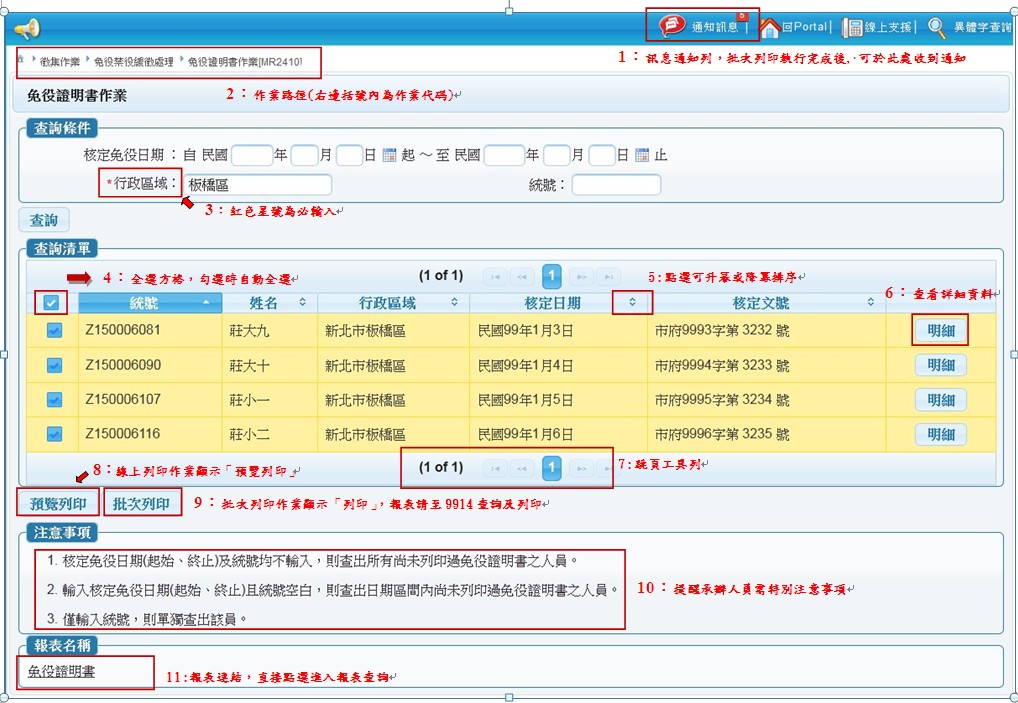 通知訊息 | 回Portal | 線上支援 | 異體字查詢
1：訊息通知列，批次列印執行完成後，可於此處收到通知
徵集作業 免役禁役緩徵處理 免役證明書作業[MR2410]
免役證明書作業
2：作業路徑(右邊括號內為作業代碼)
查詢條件
核定免役日期：自 民國 年 月 日 起 ～ 至 民國 年 月 日 止
*行政區域： 板橋區 統號：
3：紅色星號為必輸入
查詢
查詢清單
4：全選方格，勾選時自動全選
(1 of 1) 1
5:點選可升冪或降冪排序
6：查看詳細資料
統號 姓名 行政區域 核定日期 核定文號
Z150006081 莊大九 新北市板橋區 民國99年1月3日 市府9993字第 3232 號 明細
Z150006090 莊大十 新北市板橋區 民國99年1月4日 市府9994字第 3233 號 明細
Z150006107 莊小一 新北市板橋區 民國99年1月5日 市府9995字第 3234 號 明細
Z150006116 莊小二 新北市板橋區 民國99年1月6日 市府9996字第 3235 號 明細
8：線上列印作業顯示「預覽列印」
(1 of 1) 1
7:跳頁工具列
預覽列印 批次列印
9：批次列印作業顯示「列印」，報表請至9914查詢及列印
注意事項
1. 核定免役日期(起始、終止)及統號均不輸入，則查出所有尚未列印過免役證明書之人員。
2. 輸入核定免役日期(起始、終止)且統號空白，則查出日期區間內尚未列印過免役證明書之人員。
3. 僅輸入統號，則單獨查出該員。
10：提醒承辦人員需特別注意事項
報表名稱
免役證明書
11:報表連結，直接點選進入報表查詢